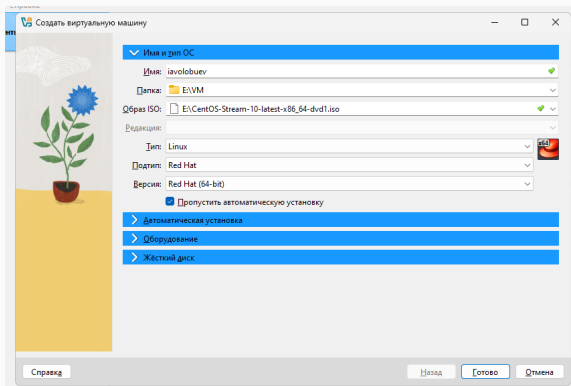 Справка
Создать виртуальную машину
Имя и тип ОС
Имя: iavolobuev
Папка: E:\VM
Образ ISO: E:\CentOS-Stream-10-latest-x86_64-dvd1.iso
Редакция:
Тип: Linux
x64
Подтип: Red Hat
Версия: Red Hat (64-bit)
Пропустить автоматическую установку
Автоматическая установка
Оборудование
Жёсткий диск
Справка Назад Готово Отмена